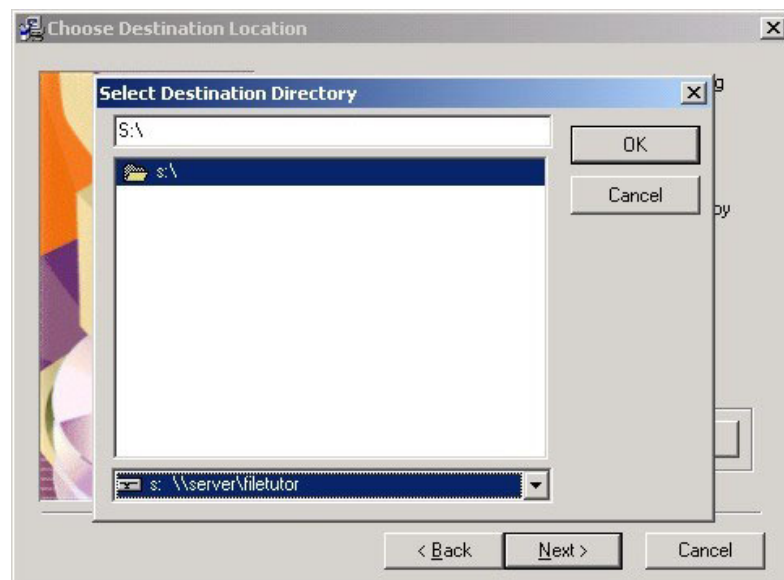 Choose Destination Location
Select Destination Directory
S:\
s:\
OK
Cancel
s: \\server\filetutor
< Back
Next >
Cancel